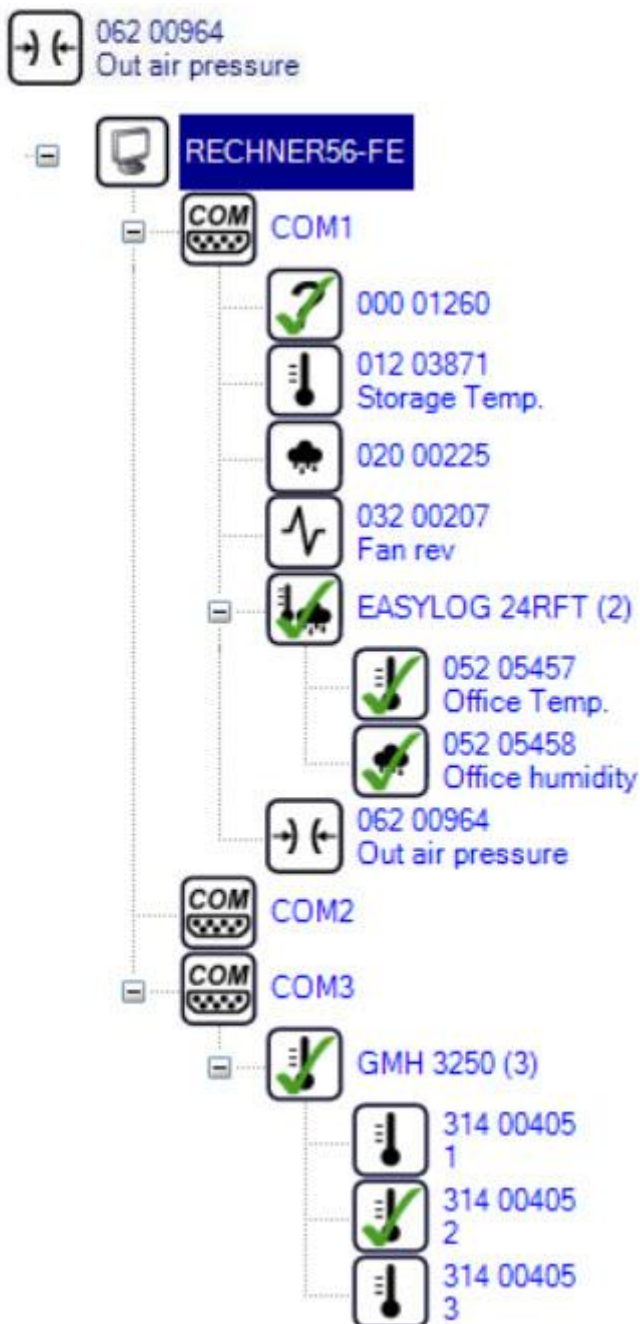 062 00964
Out air pressure
RECHNER56-FE
COM
COM1
000 01260
012 03871
Storage Temp.
020 00225
032 00207
Fan rev
EASYLOG 24RFT (2)
052 05457
Office Temp.
052 05458
Office humidity
062 00964
Out air pressure
COM
COM2
COM
COM3
GMH 3250 (3)
314 00405
1
314 00405
2
314 00405
3